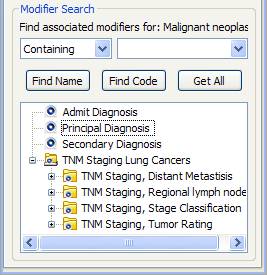 Modifier Search
Find associated modifiers for: Malignant neoplas
Containing
Find Name
Find Code
Get All
Admit Diagnosis
Principal Diagnosis
Secondary Diagnosis
TNM Staging Lung Cancers
TNM Staging, Distant Metastasis
TNM Staging, Regional lymph node
TNM Staging, Stage Classification
TNM Staging, Tumor Rating